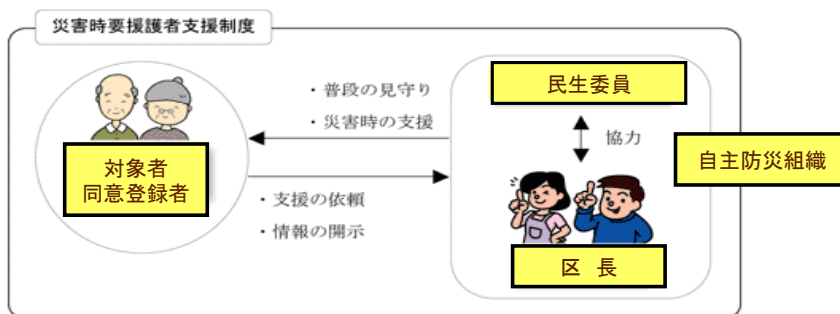 災害時要援護者支援制度
・普段の見守り
・災害時の支援
対象者
同意登録者
・支援の依頼
・情報の開示
民生委員
協力
区 長
自主防災組織